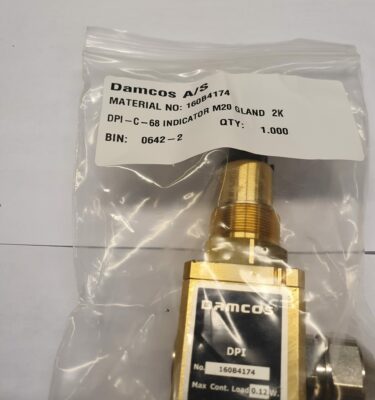 Damcos A/S
MATERIAL NO: 160B4174
DPI-C-68 INDICATOR M20 GLAND 2K
QTY: 1.000
BIN: 0642-2
DAMCOS
DPI
No. 160B4174
Max Cont. Load 0.12 W.